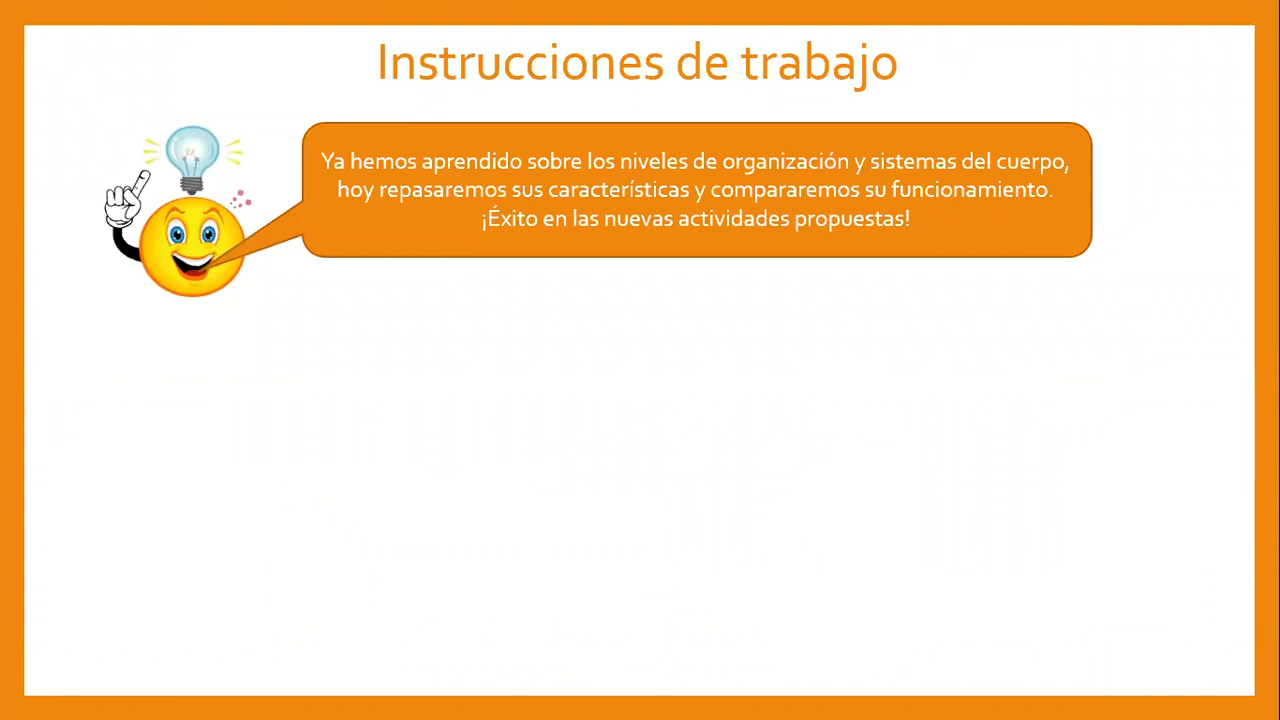 Instrucciones de trabajo
Ya hemos aprendido sobre los niveles de organización y sistemas del cuerpo,
hoy repasaremos sus características y compararemos su funcionamiento.
¡Éxito en las nuevas actividades propuestas!